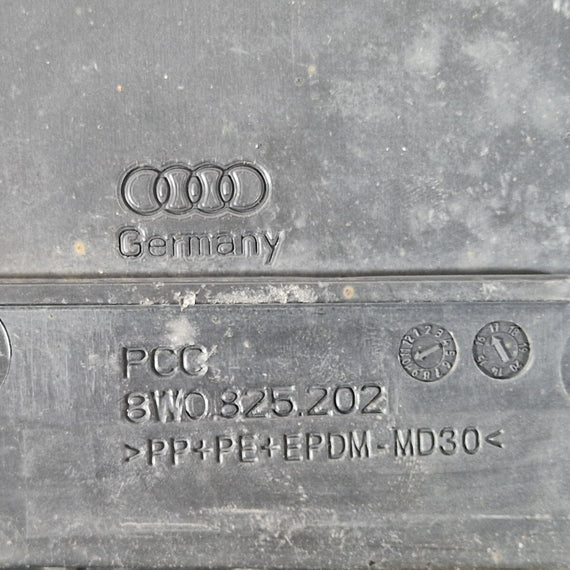 Germany
PCC
8W0.825.202
>PP+PE+EPDM-MD30<